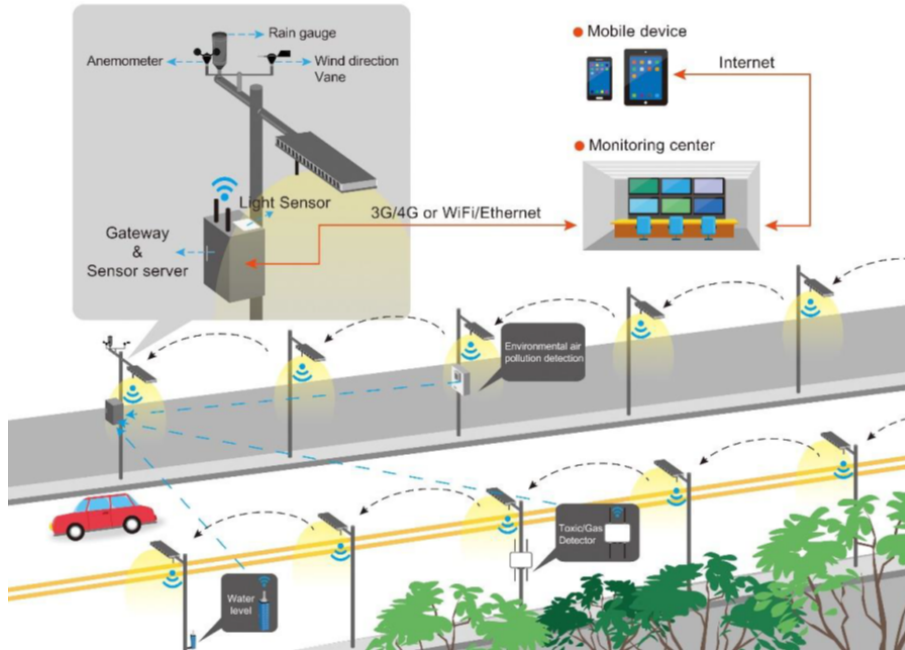 Rain gauge
Anemometer
Wind direction
Vane
Light Sensor
Gateway
&
Sensor server
Mobile device
Internet
Monitoring center
3G/4G or WiFi/Ethernet
Environmental air
pollution detection
Toxic/Gas
Detector
Water
level